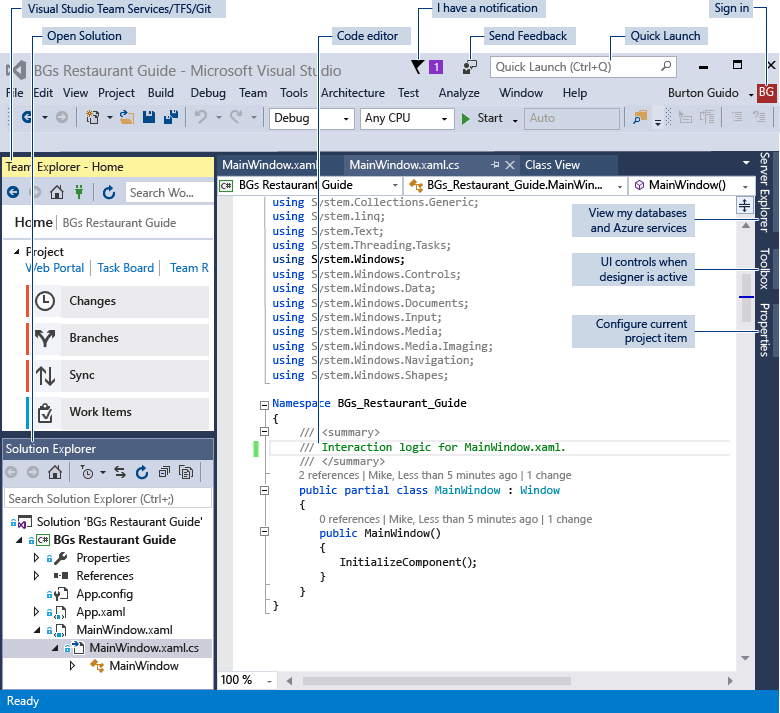 Visual Studio Team Services/TFS/Git
I have a notification
Sign in
Open Solution
Code editor
Send Feedback
Quick Launch
BGs Restaurant Guide - Microsoft Visual Studio
1
Quick Launch (Ctrl+Q)
File Edit View Project Build Debug Team Tools Architecture Test Analyze Window Help
Burton Guido BG
Debug
Any CPU
Start
Auto
Team Explorer - Home
Search Wo...
Home BGs Restaurant Guide
Project
Web Portal Task Board Team R
Changes
Branches
Sync
Work Items
MainWindow.xaml
MainWindow.xaml.cs
Class View
C# BGs Restaurant Guide
BGs_Restaurant_Guide.MainWin...
MainWindow()
using System.Collections.Generic;
using System.linq;
using System.Text;
using System.Threading.Tasks;
using System.Windows;
using System.Windows.Controls;
using System.Windows.Data;
using System.Windows.Documents;
using System.Windows.Input;
using System.Windows.Media;
using System.Windows.Media.Imaging;
using System.Windows.Navigation;
using System.Windows.Shapes;
Namespace BGs_Restaurant_Guide
{
/// <summary>
/// Interaction logic for MainWindow.xaml.
/// </summary>
2 references | Mike, Less than 5 minutes ago | 1 change
public partial class MainWindow : Window
{
0 references | Mike, Less than 5 minutes ago | 1 change
public MainWindow()
{
InitializeComponent();
}
}
}
100 %
View my databases
and Azure services
UI controls when
designer is active
Configure current
project item
Server Explorer
Toolbox
Properties
Solution Explorer
Search Solution Explorer (Ctrl+;)
Solution 'BGs Restaurant Guide'
C# BGs Restaurant Guide
Properties
References
App.config
App.xaml
MainWindow.xaml
MainWindow.xaml.cs
MainWindow
Ready